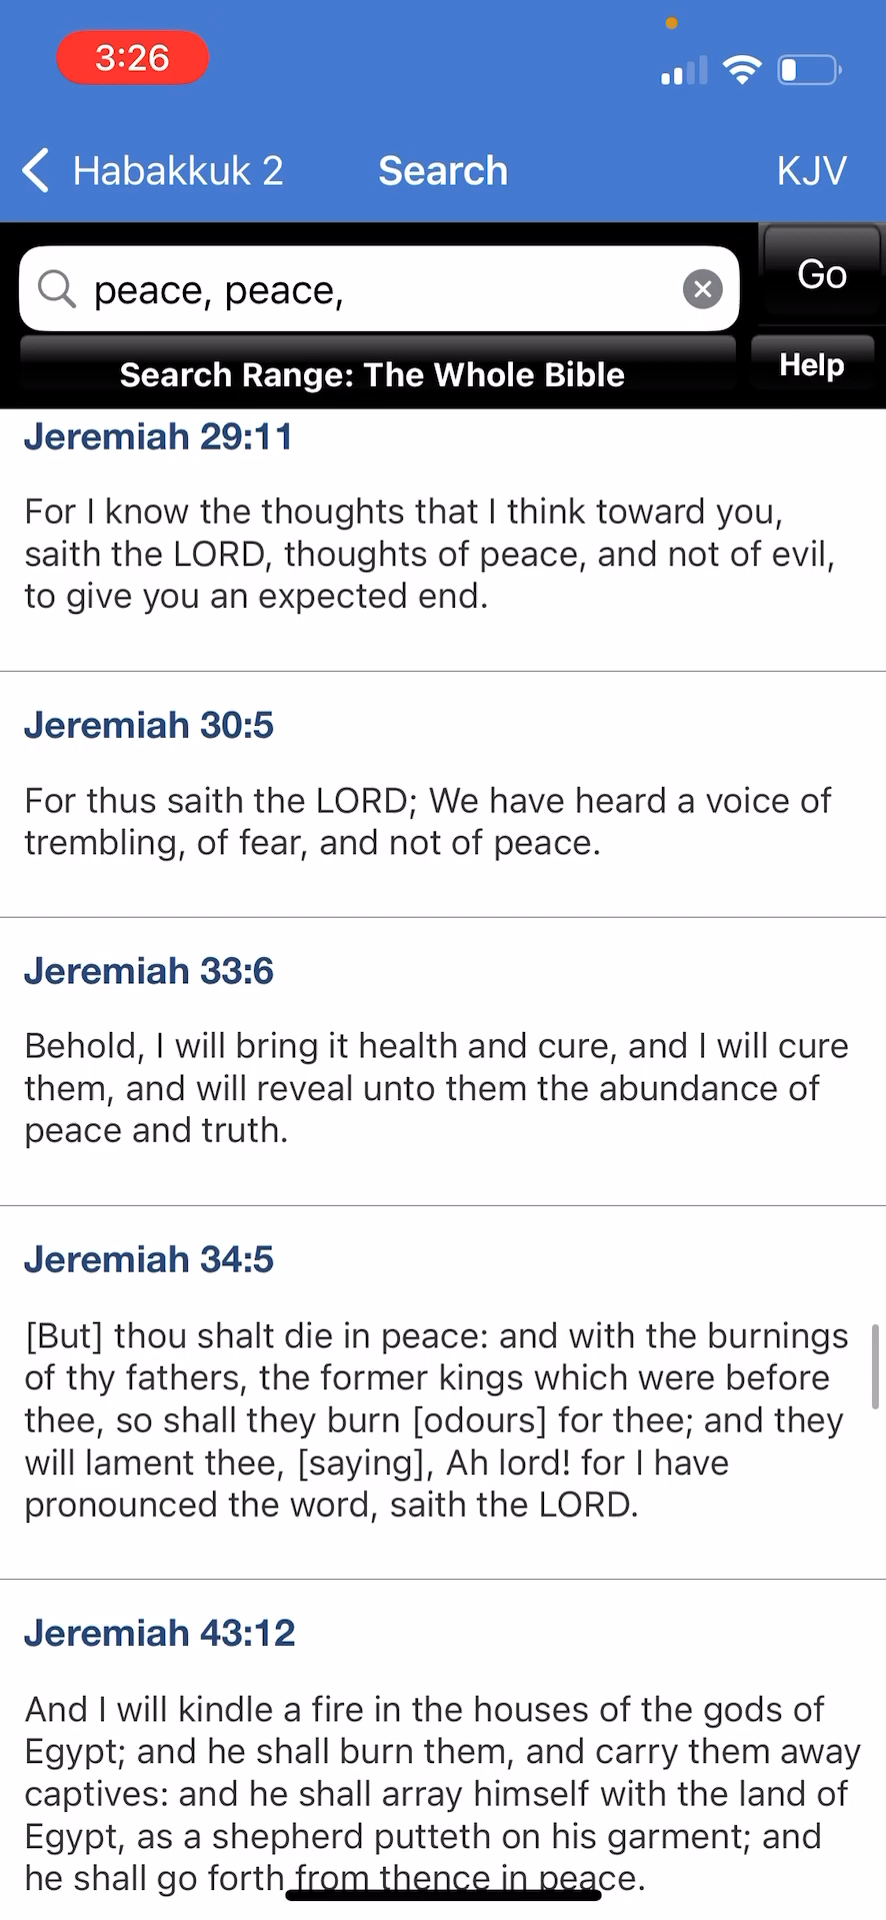 3:26
Habakkuk 2 Search KJV
peace, peace,
Go
Search Range: The Whole Bible
Help
Jeremiah 29:11
For I know the thoughts that I think toward you,
saith the LORD, thoughts of peace, and not of evil,
to give you an expected end.
Jeremiah 30:5
For thus saith the LORD; We have heard a voice of
trembling, of fear, and not of peace.
Jeremiah 33:6
Behold, I will bring it health and cure, and I will cure
them, and will reveal unto them the abundance of
peace and truth.
Jeremiah 34:5
[But] thou shalt die in peace: and with the burnings
of thy fathers, the former kings which were before
thee, so shall they burn [odours] for thee; and they
will lament thee, [saying], Ah lord! for I have
pronounced the word, saith the LORD.
Jeremiah 43:12
And I will kindle a fire in the houses of the gods of
Egypt; and he shall burn them, and carry them away
captives: and he shall array himself with the land of
Egypt, as a shepherd putteth on his garment; and
he shall go forth from thence in peace.